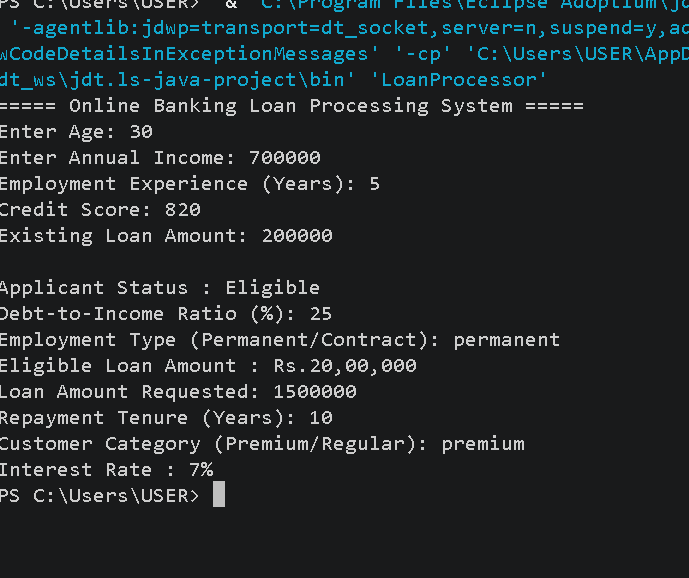 PS C:\Users\USER>  & 'C:\Program Files\Eclipse Adoptium\jd
'-agentlib:jdwp=transport=dt_socket,server=n,suspend=y,ad
wCodeDetailsInExceptionMessages' '-cp' 'C:\Users\USER\AppD
dt_ws\jdt.ls-java-project\bin' 'LoanProcessor'
===== Online Banking Loan Processing System =====
Enter Age: 30
Enter Annual Income: 700000
Employment Experience (Years): 5
Credit Score: 820
Existing Loan Amount: 200000
Applicant Status : Eligible
Debt-to-Income Ratio (%): 25
Employment Type (Permanent/Contract): permanent
Eligible Loan Amount : Rs.20,00,000
Loan Amount Requested: 1500000
Repayment Tenure (Years): 10
Customer Category (Premium/Regular): premium
Interest Rate : 7%
PS C:\Users\USER>